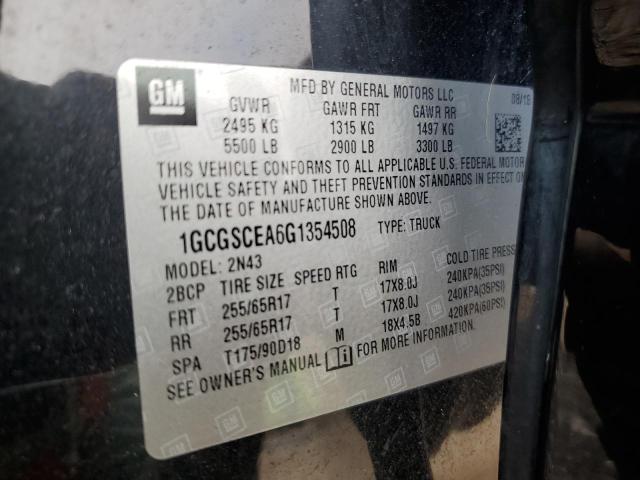 GM
MFD BY GENERAL MOTORS LLC
GVWR GAWR FRT GAWR RR
2495 KG 1315 KG 1497 KG
5500 LB 2900 LB 3300 LB
THIS VEHICLE CONFORMS TO ALL APPLICABLE U.S. FEDERAL MOTOR
VEHICLE SAFETY AND THEFT PREVENTION STANDARDS IN EFFECT ON
THE DATE OF MANUFACTURE SHOWN ABOVE.
1GCGSCEA6G1354508 TYPE: TRUCK
MODEL: 2N43
2BCP TIRE SIZE SPEED RTG RIM COLD TIRE PRESS
FRT 255/65R17 T 17X8.0J 240KPA(35PSI)
RR 255/65R17 T 17X8.0J 240KPA(35PSI)
SPA T175/90D18 M 18X4.5B 420KPA(60PSI)
SEE OWNER'S MANUAL FOR MORE INFORMATION.